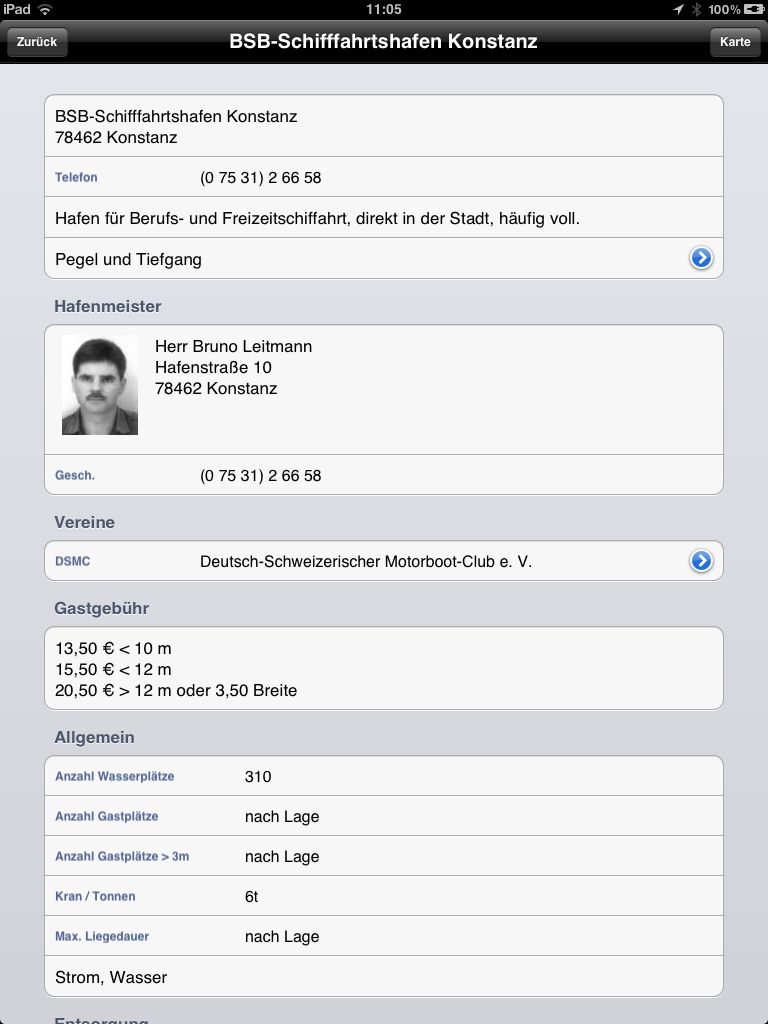 iPad 11:05 100%
Zurück BSB-Schifffahrtshafen Konstanz Karte
BSB-Schifffahrtshafen Konstanz
78462 Konstanz
Telefon (0 75 31) 2 66 58
Hafen für Berufs- und Freizeitschiffahrt, direkt in der Stadt, häufig voll.
Pegel und Tiefgang
Hafenmeister
Herr Bruno Leitmann
Hafenstraße 10
78462 Konstanz
Gesch. (0 75 31) 2 66 58
Vereine
DSMC Deutsch-Schweizerischer Motorboot-Club e. V.
Gastgebühr
13,50 € < 10 m
15,50 € < 12 m
20,50 € > 12 m oder 3,50 Breite
Allgemein
Anzahl Wasserplätze 310
Anzahl Gastplätze nach Lage
Anzahl Gastplätze > 3m nach Lage
Kran / Tonnen 6t
Max. Liegedauer nach Lage
Strom, Wasser
Entsorgung